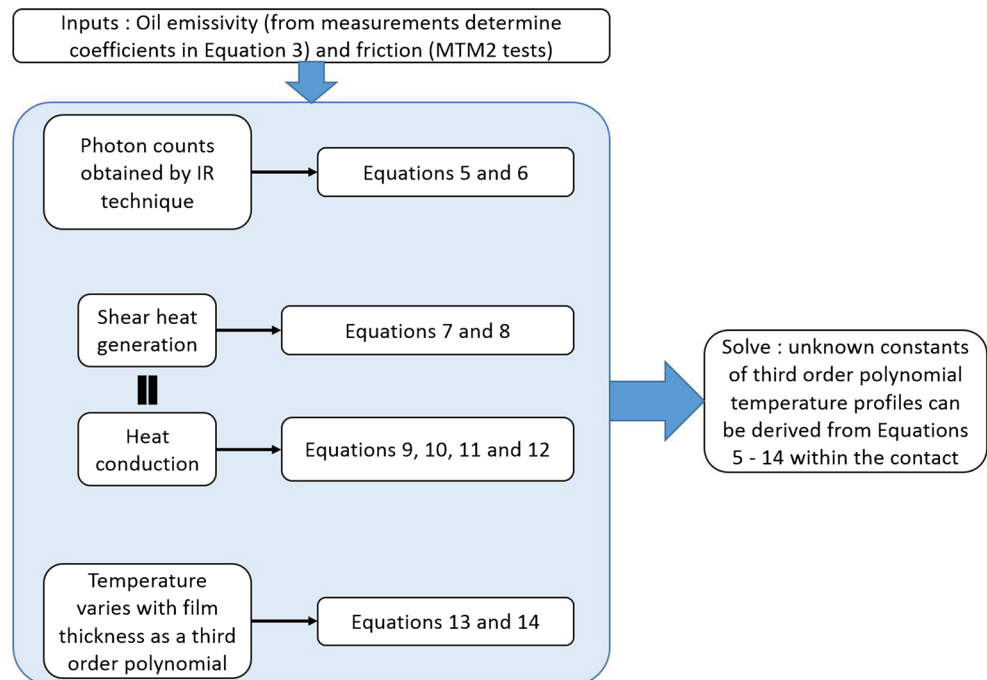 Inputs : Oil emissivity (from measurements determine
coefficients in Equation 3) and friction (MTM2 tests)
Photon counts
obtained by IR
technique
Equations 5 and 6
Shear heat
generation
Equations 7 and 8
Heat
conduction
Equations 9, 10, 11 and 12
Temperature
varies with film
thickness as a third
order polynomial
Equations 13 and 14
Solve : unknown constants
of third order polynomial
temperature profiles can
be derived from Equations
5 - 14 within the contact